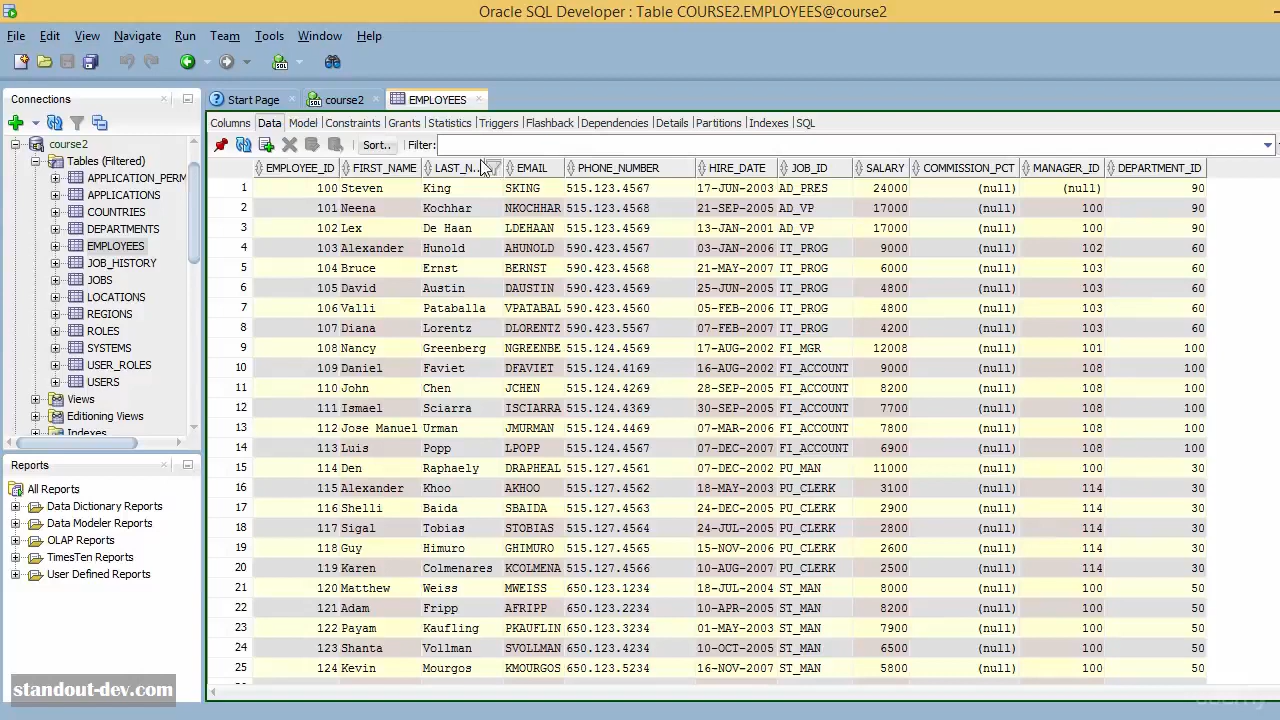 Oracle SQL Developer : Table COURSE2.EMPLOYEES@course2
File Edit View Navigate Run Team Tools Window Help
Connections
Start Page course2 EMPLOYEES
course2
Tables (Filtered)
APPLICATION_PERM
APPLICATIONS
COUNTRIES
DEPARTMENTS
EMPLOYEES
JOB_HISTORY
JOBS
LOCATIONS
REGIONS
ROLES
SYSTEMS
USER_ROLES
USERS
Views
Editioning Views
Indexes
Reports
All Reports
Data Dictionary Reports
Data Modeler Reports
OLAP Reports
TimesTen Reports
User Defined Reports
Columns Data Model Constraints Grants Statistics Triggers Flashback Dependencies Details Partitions Indexes SQL
Sort.. Filter:
EMPLOYEE_ID FIRST_NAME LAST_N... EMAIL PHONE_NUMBER HIRE_DATE JOB_ID SALARY COMMISSION_PCT MANAGER_ID DEPARTMENT_ID
1 100 Steven King SKING 515.123.4567 17-JUN-2003 AD_PRES 24000 (null) (null) 90
2 101 Neena Kochhar NKOCHHAR 515.123.4568 21-SEP-2005 AD_VP 17000 (null) 100 90
3 102 Lex De Haan LDEHAAN 515.123.4569 13-JAN-2001 AD_VP 17000 (null) 100 90
4 103 Alexander Hunold AHUNOLD 590.423.4567 03-JAN-2006 IT_PROG 9000 (null) 102 60
5 104 Bruce Ernst BERNST 590.423.4568 21-MAY-2007 IT_PROG 6000 (null) 103 60
6 105 David Austin DAUSTIN 590.423.4569 25-JUN-2005 IT_PROG 4800 (null) 103 60
7 106 Valli Pataballa VPATABAL 590.423.4560 05-FEB-2006 IT_PROG 4800 (null) 103 60
8 107 Diana Lorentz DLORENTZ 590.423.5567 07-FEB-2007 IT_PROG 4200 (null) 103 60
9 108 Nancy Greenberg NGREENBE 515.124.4569 17-AUG-2002 FI_MGR 12008 (null) 101 100
10 109 Daniel Faviet DFAVIET 515.124.4169 16-AUG-2002 FI_ACCOUNT 9000 (null) 108 100
11 110 John Chen JCHEN 515.124.4269 28-SEP-2005 FI_ACCOUNT 8200 (null) 108 100
12 111 Ismael Sciarra ISCIARRA 515.124.4369 30-SEP-2005 FI_ACCOUNT 7700 (null) 108 100
13 112 Jose Manuel Urman JMURMAN 515.124.4469 07-MAR-2006 FI_ACCOUNT 7800 (null) 108 100
14 113 Luis Popp LPOPP 515.124.4567 07-DEC-2007 FI_ACCOUNT 6900 (null) 108 100
15 114 Den Raphaely DRAPHEAL 515.127.4561 07-DEC-2002 PU_MAN 11000 (null) 100 30
16 115 Alexander Khoo AKHOO 515.127.4562 18-MAY-2003 PU_CLERK 3100 (null) 114 30
17 116 Shelli Baida SBAIDA 515.127.4563 24-DEC-2005 PU_CLERK 2900 (null) 114 30
18 117 Sigal Tobias STOBIAS 515.127.4564 24-JUL-2005 PU_CLERK 2800 (null) 114 30
19 118 Guy Himuro GHIMURO 515.127.4565 15-NOV-2006 PU_CLERK 2600 (null) 114 30
20 119 Karen Colmenares KCOLMENA 515.127.4566 10-AUG-2007 PU_CLERK 2500 (null) 114 30
21 120 Matthew Weiss MWEISS 650.123.1234 18-JUL-2004 ST_MAN 8000 (null) 100 50
22 121 Adam Fripp AFRIPP 650.123.2234 10-APR-2005 ST_MAN 8200 (null) 100 50
23 122 Payam Kaufling PKAUFLIN 650.123.3234 01-MAY-2003 ST_MAN 7900 (null) 100 50
24 123 Shanta Vollman SVOLLMAN 650.123.4234 10-OCT-2005 ST_MAN 6500 (null) 100 50
25 124 Kevin Mourgos KMOURGOS 650.123.5234 16-NOV-2007 ST_MAN 5800 (null) 100 50
standout-dev.com